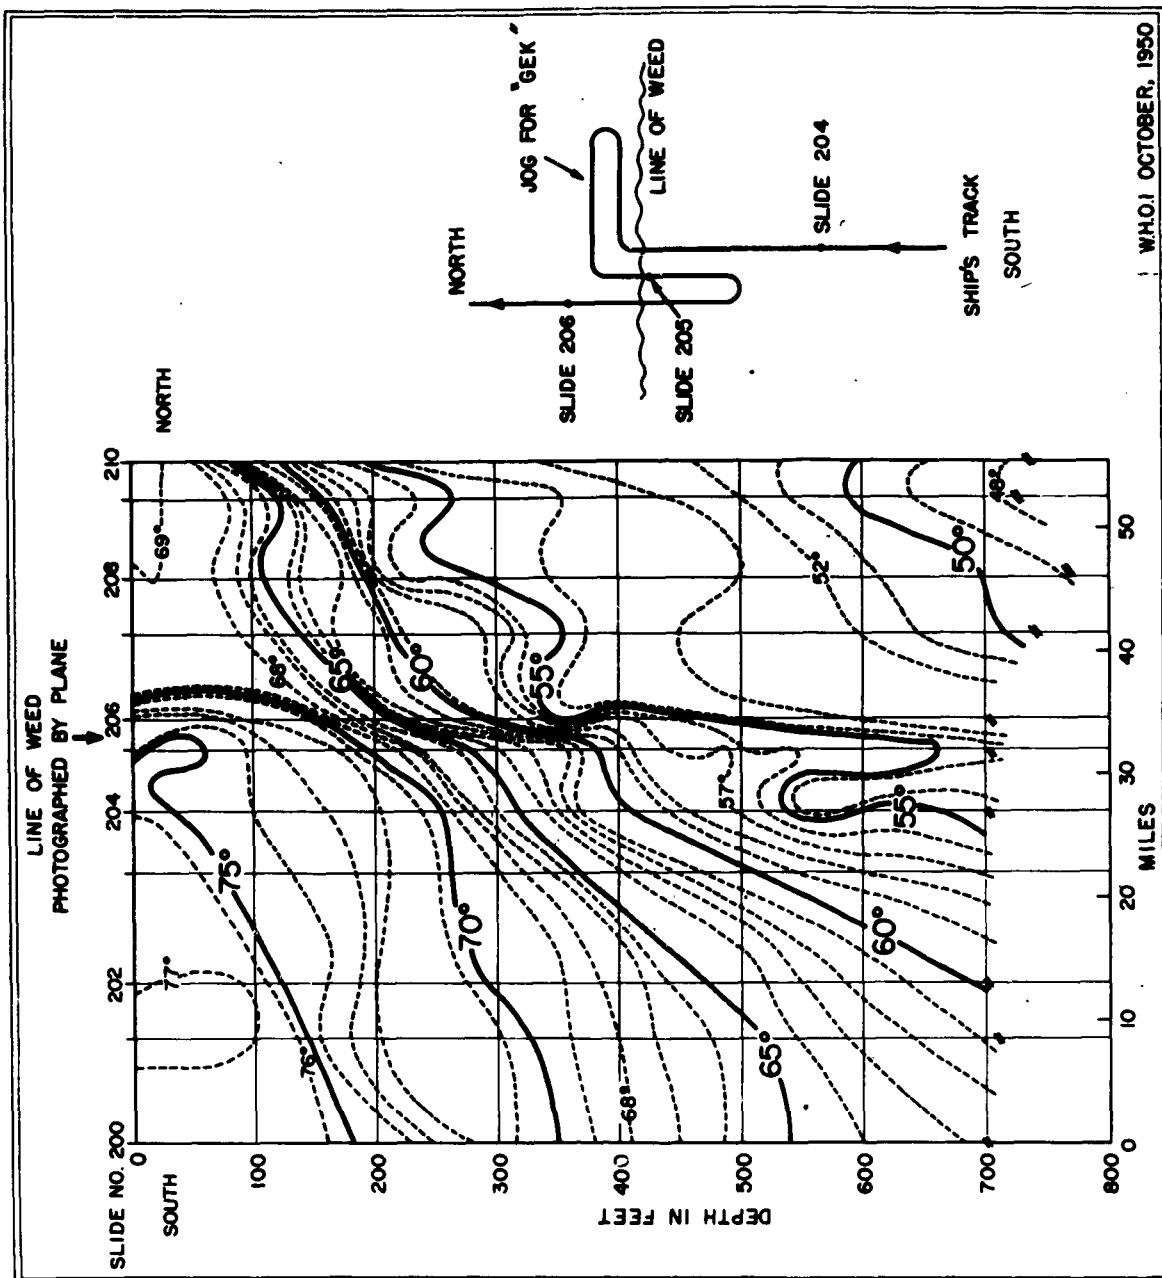 LINE OF WEED
PHOTOGRAPHED BY PLANE
SLIDE NO. 200 202 204 206 208 210
SOUTH
NORTH
0
100
200
300
400
500
600
700
800
DEPTH IN FEET
77°
76°
75°
70°
68°
65°
60°
57°
55°
69°
68°
65°
60°
55°
52°
50°
48°
0 10 20 30 40 50
MILES
NORTH
JOG FOR "GEK"
SLIDE 206
LINE OF WEED
SLIDE 205
SLIDE 204
SHIP'S TRACK
SOUTH
W.H.O.I OCTOBER, 1950